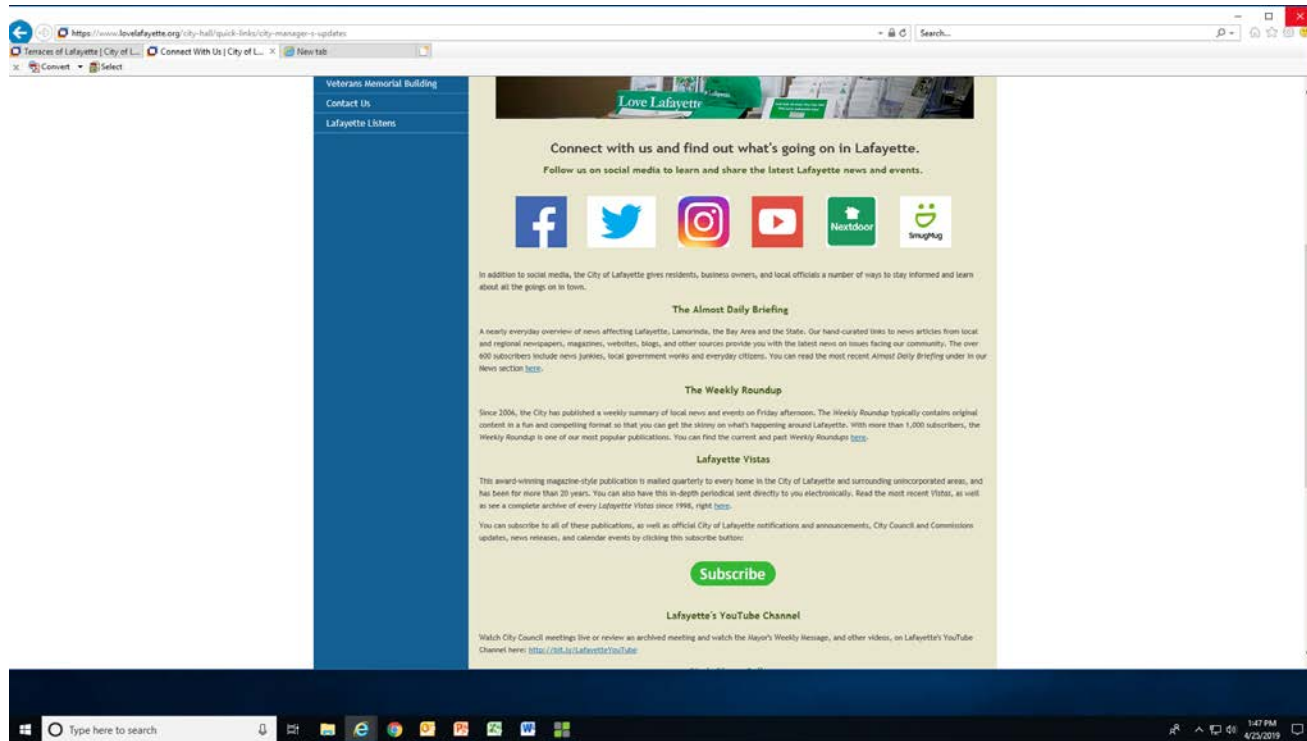 https://www.lovelafayette.org/city-hall/quick-links/city-manager-s-updates
Search...
Terraces of Lafayette | City of L...
Connect With Us | City of L...
New tab
Convert
Select
Veterans Memorial Building
Contact Us
Lafayette Listens
Love Lafayette
Connect with us and find out what's going on in Lafayette.
Follow us on social media to learn and share the latest Lafayette news and events.
Nextdoor
SmugMug
In addition to social media, the City of Lafayette gives residents, business owners, and local officials a number of ways to stay informed and learn
about all the goings on in town.
The Almost Daily Briefing
A nearly everyday overview of news affecting Lafayette, Lamorinda, the Bay Area and the State. Our hand-curated links to news articles from local
and regional newspapers, magazines, websites, blogs, and other sources provide you with the latest news on issues facing our community. The over
600 subscribers include news junkies, local government wonks and everyday citizens. You can read the most recent Almost Daily Briefing under in our
News section here.
The Weekly Roundup
Since 2006, the City has published a weekly summary of local news and events on Friday afternoon. The Weekly Roundup typically contains original
content in a fun and compelling format so that you can get the skinny on what's happening around Lafayette. With more than 1,000 subscribers, the
Weekly Roundup is one of our most popular publications. You can find the current and past Weekly Roundups here.
Lafayette Vistas
This award-winning magazine-style publication is mailed quarterly to every home in the City of Lafayette and surrounding unincorporated areas, and
has been for more than 20 years. You can also have this in-depth periodical sent directly to you electronically. Read the most recent Vistas, as well
as see a complete archive of every Lafayette Vistas since 1998, right here.
You can subscribe to all of these publications, as well as official City of Lafayette notifications and announcements, City Council and Commissions
updates, news releases, and calendar events by clicking this subscribe button:
Subscribe
Lafayette's YouTube Channel
Watch City Council meetings live or review an archived meeting and watch the Mayor's Weekly Message, and other videos, on Lafayette's YouTube
Channel here: http://bit.ly/LafayetteYouTube
Type here to search
1:47 PM
4/25/2019